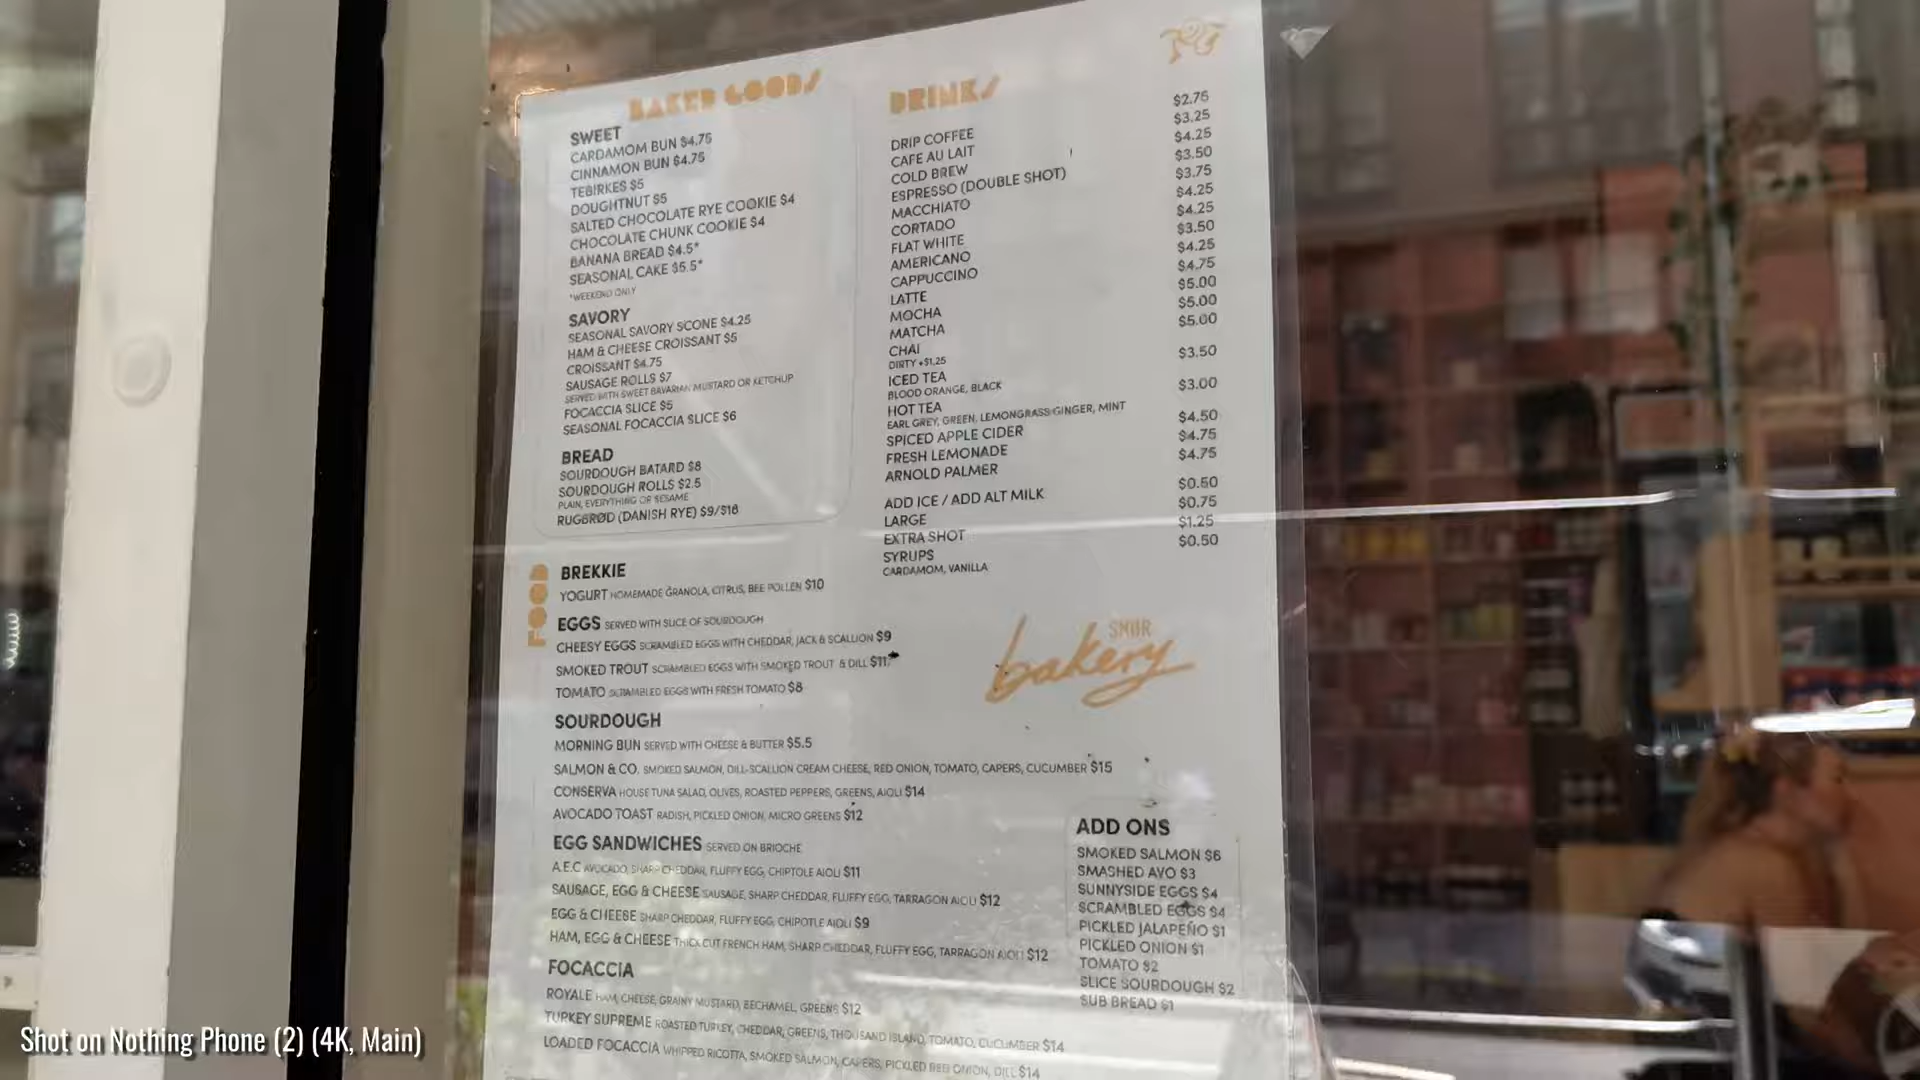 BAKED GOODS
SWEET
CARDAMOM BUN $4.75
CINNAMON BUN $4.75
TEBIRKES $5
DOUGHTNUT $5
SALTED CHOCOLATE RYE COOKIE $4
CHOCOLATE CHUNK COOKIE $4
BANANA BREAD $4.5*
SEASONAL CAKE $5.5*
*WEEKEND ONLY
SAVORY
SEASONAL SAVORY SCONE $4.25
HAM & CHEESE CROISSANT $5
CROISSANT $4.75
SAUSAGE ROLLS $7
SERVED WITH SWEET BAVARIAN MUSTARD OR KETCHUP
FOCACCIA SLICE $5
SEASONAL FOCACCIA SLICE $6
BREAD
SOURDOUGH BATARD $8
SOURDOUGH ROLLS $2.5
PLAIN, EVERYTHING OR SESAME
RUGBRØD (DANISH RYE) $9/$18
DRINKS
DRIP COFFEE $2.75
CAFE AU LAIT $3.25
COLD BREW $4.25
ESPRESSO (DOUBLE SHOT) $3.50
MACCHIATO $3.75
CORTADO $4.25
FLAT WHITE $4.25
AMERICANO $3.50
CAPPUCCINO $4.25
LATTE $4.75
MOCHA $5.00
MATCHA $5.00
CHAI $5.00
DIRTY +$1.25
ICED TEA $3.50
BLOOD ORANGE, BLACK
HOT TEA $3.00
EARL GREY, GREEN, LEMONGRASS GINGER, MINT
SPICED APPLE CIDER $4.50
FRESH LEMONADE $4.75
ARNOLD PALMER $4.75
ADD ICE / ADD ALT MILK $0.50
LARGE $0.75
EXTRA SHOT $1.25
SYRUPS $0.50
CARDAMOM, VANILLA
FOOD
BREKKIE
YOGURT HOMEMADE GRANOLA, CITRUS, BEE POLLEN $10
EGGS SERVED WITH SLICE OF SOURDOUGH
CHEESY EGGS SCRAMBLED EGGS WITH CHEDDAR, JACK & SCALLION $9
SMOKED TROUT SCRAMBLED EGGS WITH SMOKED TROUT & DILL $11
TOMATO SCRAMBLED EGGS WITH FRESH TOMATO $8
SMØR
bakery
SOURDOUGH
MORNING BUN SERVED WITH CHEESE & BUTTER $5.5
SALMON & CO. SMOKED SALMON, DILL-SCALLION CREAM CHEESE, RED ONION, TOMATO, CAPERS, CUCUMBER $15
CONSERVA HOUSE TUNA SALAD, OLIVES, ROASTED PEPPERS, GREENS, AIOLI $14
AVOCADO TOAST RADISH, PICKLED ONION, MICRO GREENS $12
EGG SANDWICHES SERVED ON BRIOCHE
A.E.C AVOCADO, SHARP CHEDDAR, FLUFFY EGG, CHIPTOLE AIOLI $11
SAUSAGE, EGG & CHEESE SAUSAGE, SHARP CHEDDAR, FLUFFY EGG, TARRAGON AIOLI $12
EGG & CHEESE SHARP CHEDDAR, FLUFFY EGG, CHIPOTLE AIOLI $9
HAM, EGG & CHEESE THICK CUT FRENCH HAM, SHARP CHEDDAR, FLUFFY EGG, TARRAGON AIOLI $12
FOCACCIA
ROYALE HAM, CHEESE, GRAINY MUSTARD, BECHAMEL, GREENS $12
TURKEY SUPREME ROASTED TURKEY, CHEDDAR, GREENS, THOUSAND ISLAND, TOMATO, CUCUMBER $14
LOADED FOCACCIA WHIPPED RICOTTA, SMOKED SALMON, CAPERS, PICKLED RED ONION, DILL $14
ADD ONS
SMOKED SALMON $6
SMASHED AVO $3
SUNNYSIDE EGGS $4
SCRAMBLED EGGS $4
PICKLED JALAPEÑO $1
PICKLED ONION $1
TOMATO $2
SLICE SOURDOUGH $2
SUB BREAD $1
Shot on Nothing Phone (2) (4K, Main)